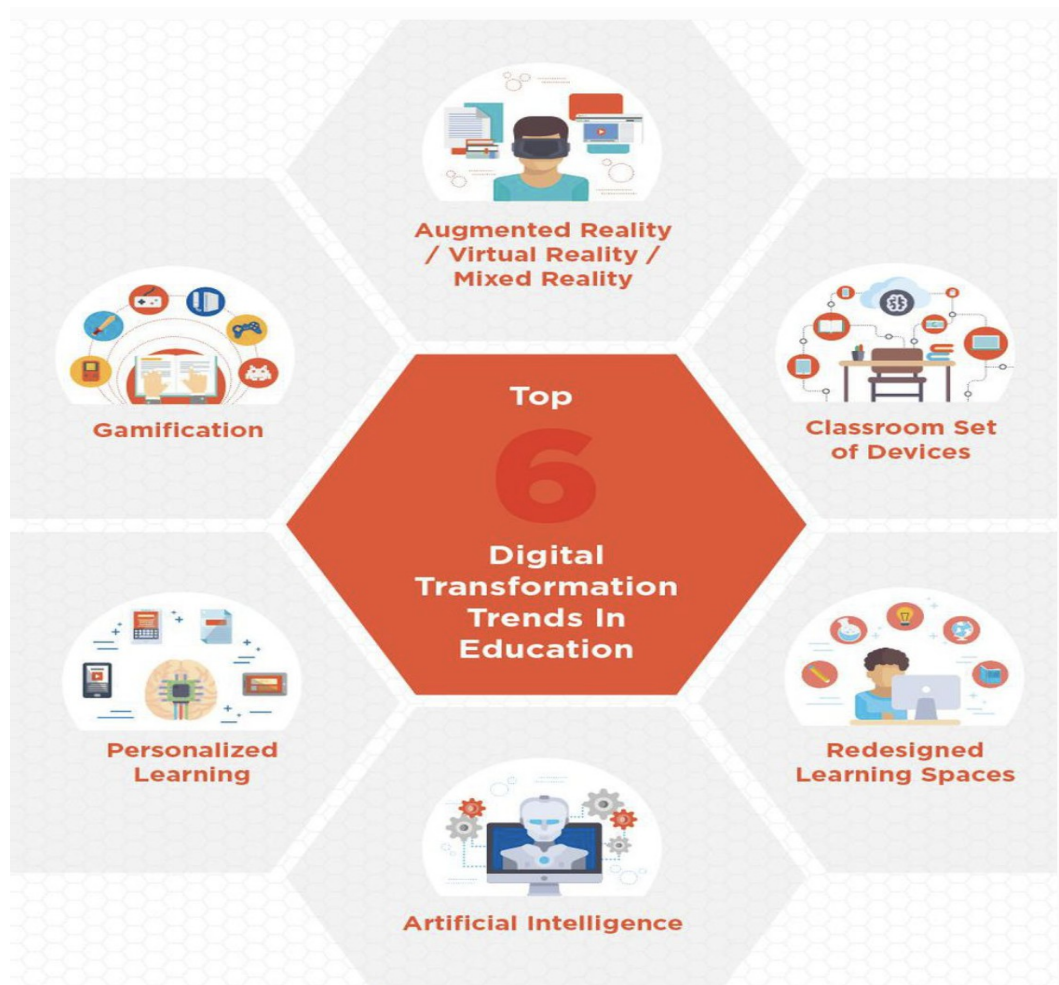 Augmented Reality
/ Virtual Reality /
Mixed Reality
Gamification
Classroom Set
of Devices
Top
6
Digital
Transformation
Trends In
Education
Personalized
Learning
Redesigned
Learning Spaces
Artificial Intelligence